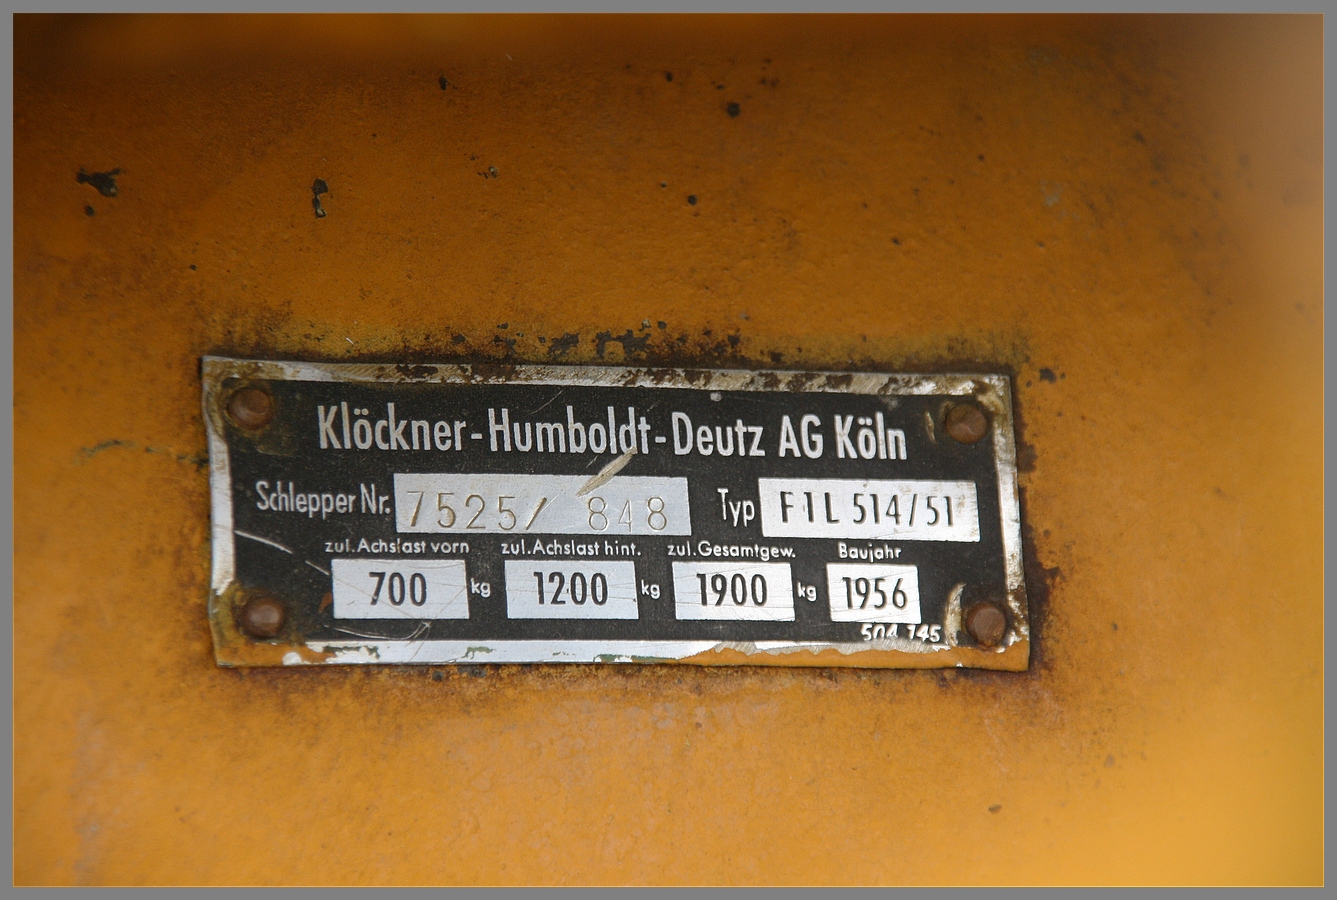 Klöckner-Humboldt-Deutz AG Köln
Schlepper Nr. 7525/ 848 Typ F1L 514/51
zul.Achslast vorn zul.Achslast hint. zul.Gesamtgew. Baujahr
700 kg 1200 kg 1900 kg 1956
504 145